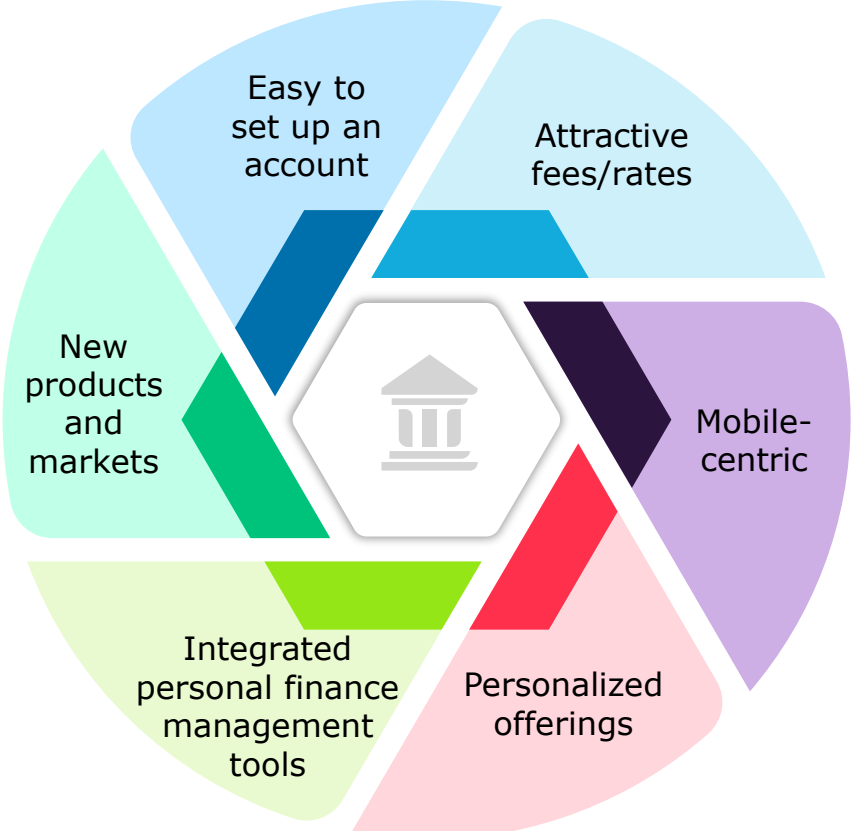 Easy to
set up an
account
Attractive
fees/rates
Mobile-
centric
Personalized
offerings
Integrated
personal finance
management
tools
New
products
and
markets